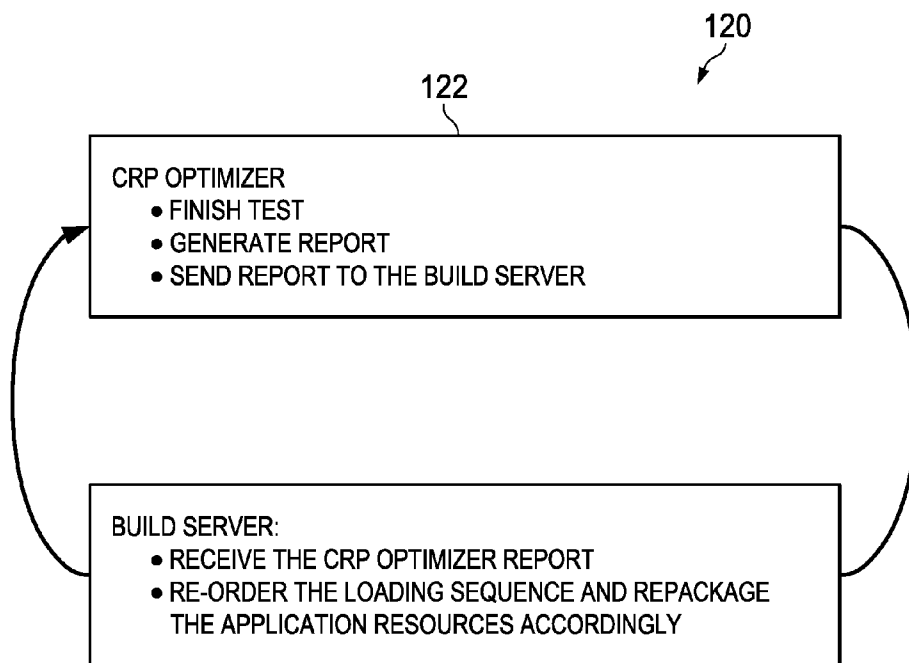 120
122
CRP OPTIMIZER
• FINISH TEST
• GENERATE REPORT
• SEND REPORT TO THE BUILD SERVER
BUILD SERVER:
• RECEIVE THE CRP OPTIMIZER REPORT
• RE-ORDER THE LOADING SEQUENCE AND REPACKAGE
THE APPLICATION RESOURCES ACCORDINGLY